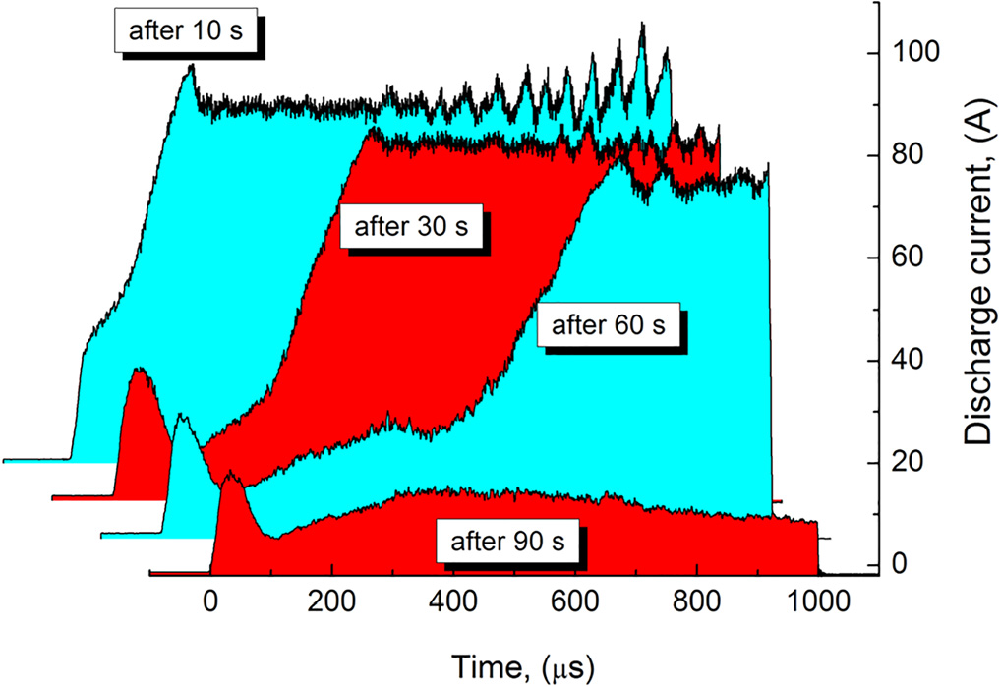 after 10 s
after 30 s
after 60 s
after 90 s
100
80
60
40
20
0
Discharge current, (A)
0 200 400 600 800 1000
Time, (μs)